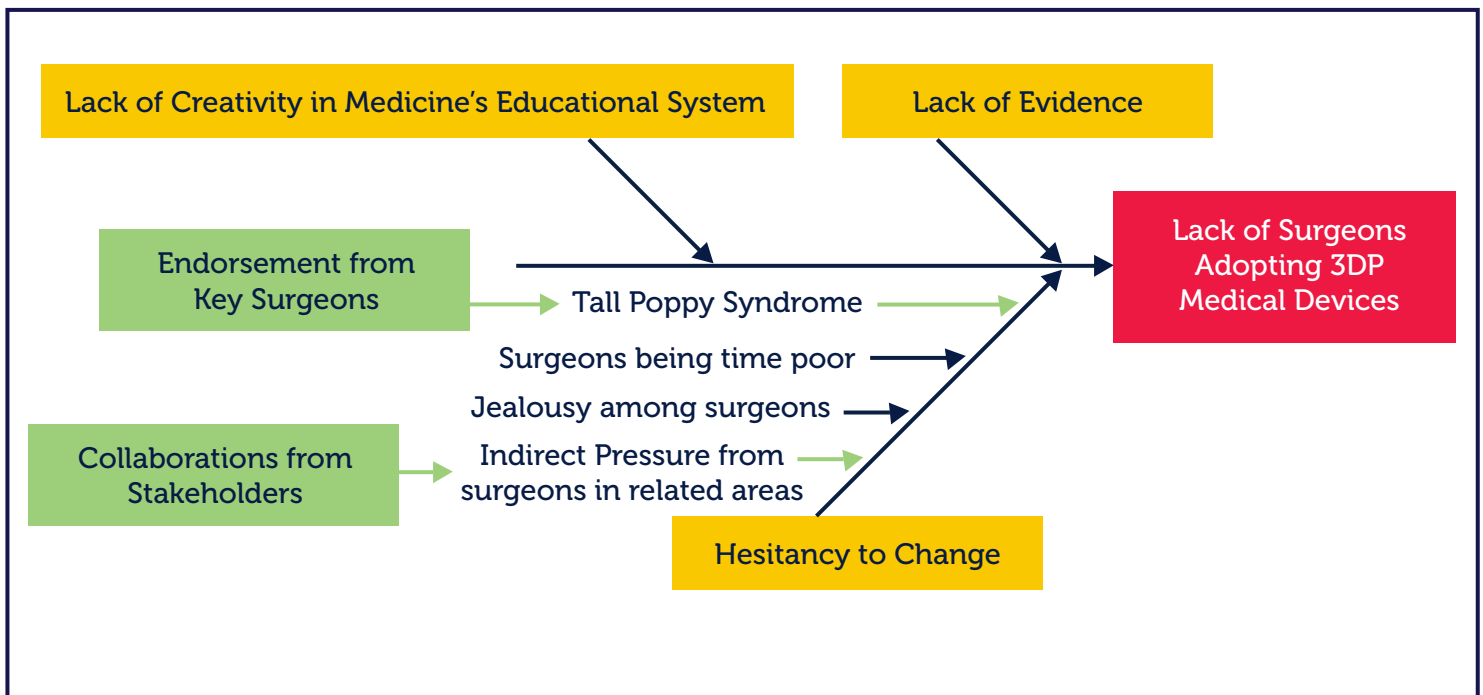 Lack of Creativity in Medicine’s Educational System
Lack of Evidence
Lack of Surgeons
Adopting 3DP
Medical Devices
Endorsement from
Key Surgeons
Tall Poppy Syndrome
Surgeons being time poor
Jealousy among surgeons
Collaborations from
Stakeholders
Indirect Pressure from
surgeons in related areas
Hesitancy to Change